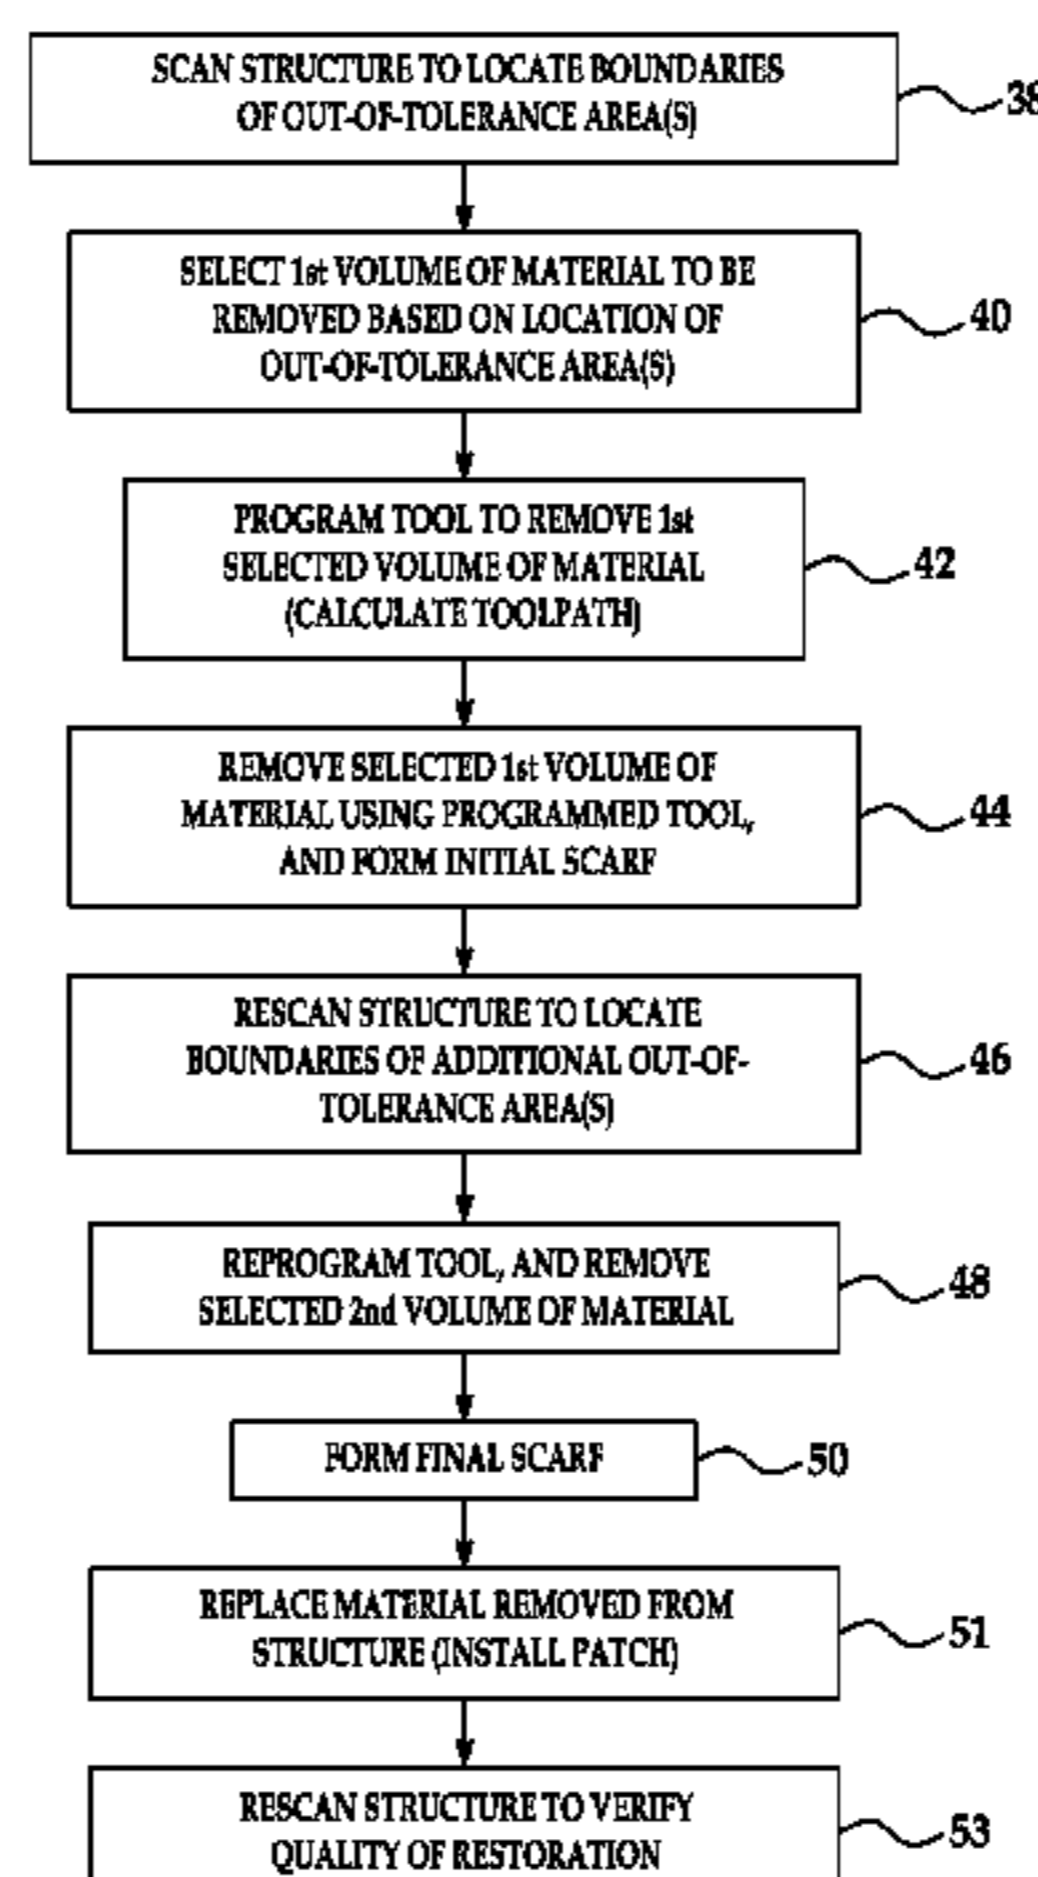 SCAN STRUCTURE TO LOCATE BOUNDARIES
OF OUT-OF-TOLERANCE AREA(S)
38
SELECT 1st VOLUME OF MATERIAL TO BE
REMOVED BASED ON LOCATION OF
OUT-OF-TOLERANCE AREA(S)
40
PROGRAM TOOL TO REMOVE 1st
SELECTED VOLUME OF MATERIAL
(CALCULATE TOOLPATH)
42
REMOVE SELECTED 1st VOLUME OF
MATERIAL USING PROGRAMMED TOOL,
AND FORM INITIAL SCARF
44
RESCAN STRUCTURE TO LOCATE
BOUNDARIES OF ADDITIONAL OUT-OF-
TOLERANCE AREA(S)
46
REPROGRAM TOOL, AND REMOVE
SELECTED 2nd VOLUME OF MATERIAL
48
FORM FINAL SCARF
50
REPLACE MATERIAL REMOVED FROM
STRUCTURE (INSTALL PATCH)
51
RESCAN STRUCTURE TO VERIFY
QUALITY OF RESTORATION
53